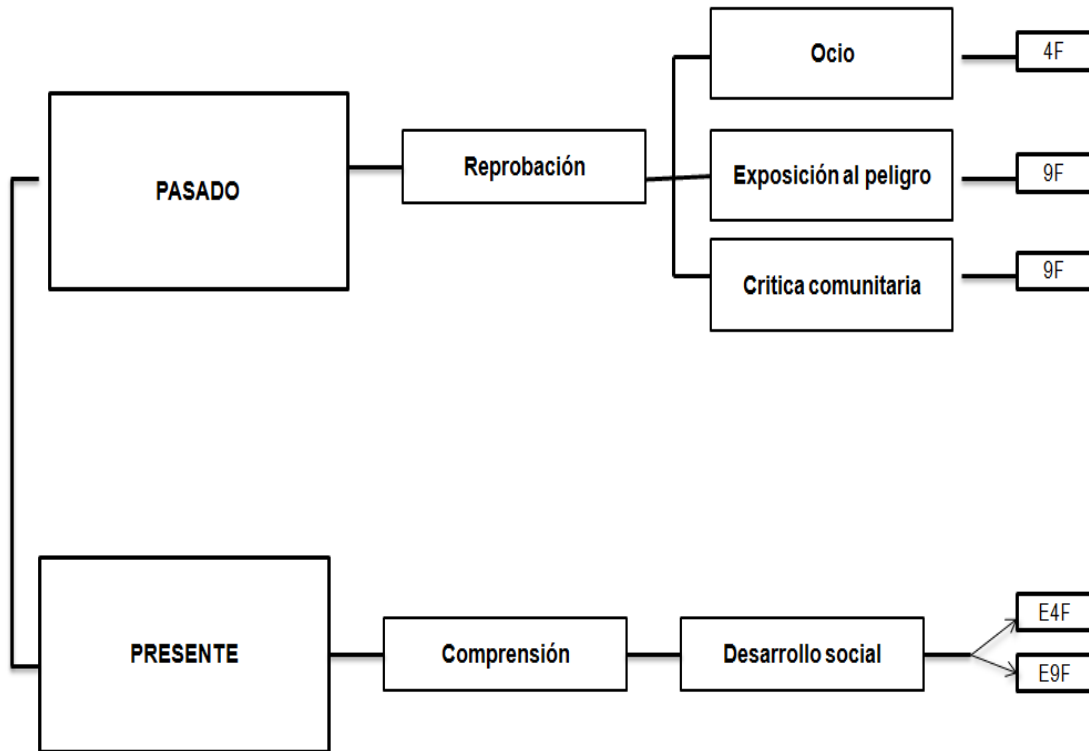 PASADO
Reprobación
Ocio
4F
Exposición al peligro
9F
Critica comunitaria
9F
PRESENTE
Comprensión
Desarrollo social
E4F
E9F